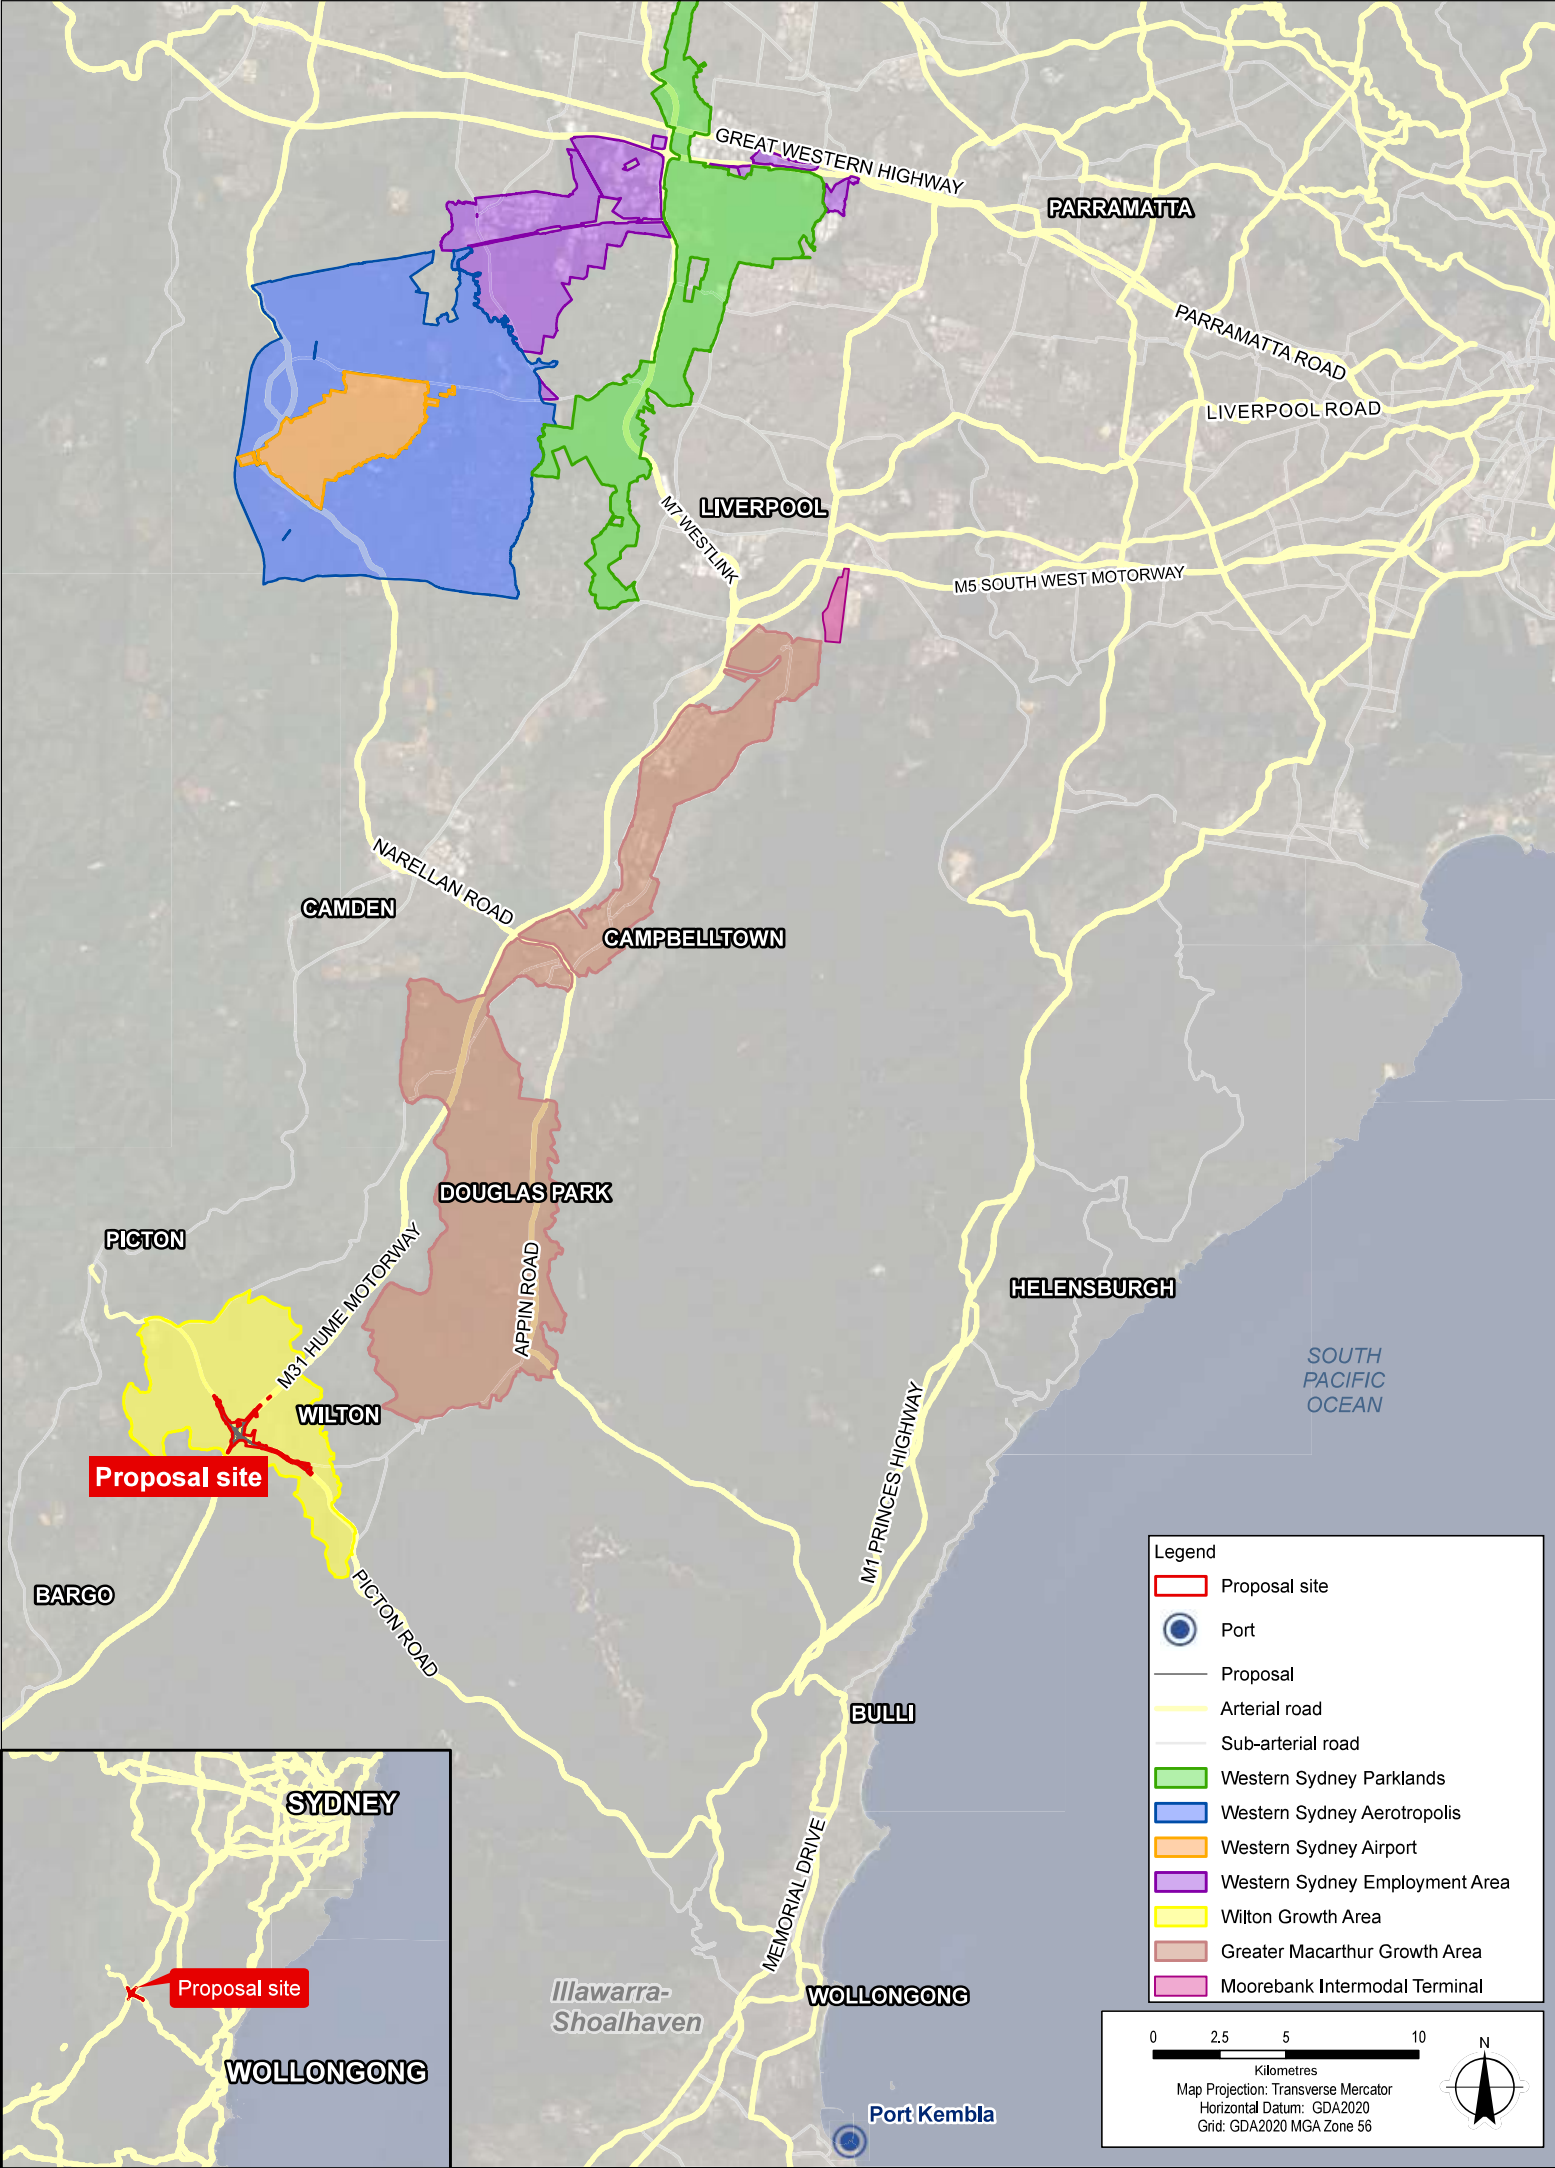 GREAT WESTERN HIGHWAY
PARRAMATTA
PARRAMATTA ROAD
LIVERPOOL ROAD
LIVERPOOL
M7 WESTLINK
M5 SOUTH WEST MOTORWAY
NARELLAN ROAD
CAMDEN
CAMPBELLTOWN
DOUGLAS PARK
PICTON
M31 HUME MOTORWAY
APPIN ROAD
HELENSBURGH
SOUTH
PACIFIC
OCEAN
WILTON
Proposal site
M1 PRINCES HIGHWAY
BARGO
PICTON ROAD
BULLI
MEMORIAL DRIVE
Illawarra-
Shoalhaven
WOLLONGONG
Port Kembla
SYDNEY
Proposal site
WOLLONGONG
Legend
Proposal site
Port
Proposal
Arterial road
Sub-arterial road
Western Sydney Parklands
Western Sydney Aerotropolis
Western Sydney Airport
Western Sydney Employment Area
Wilton Growth Area
Greater Macarthur Growth Area
Moorebank Intermodal Terminal
0 2.5 5 10
Kilometres
Map Projection: Transverse Mercator
Horizontal Datum: GDA2020
Grid: GDA2020 MGA Zone 56
N